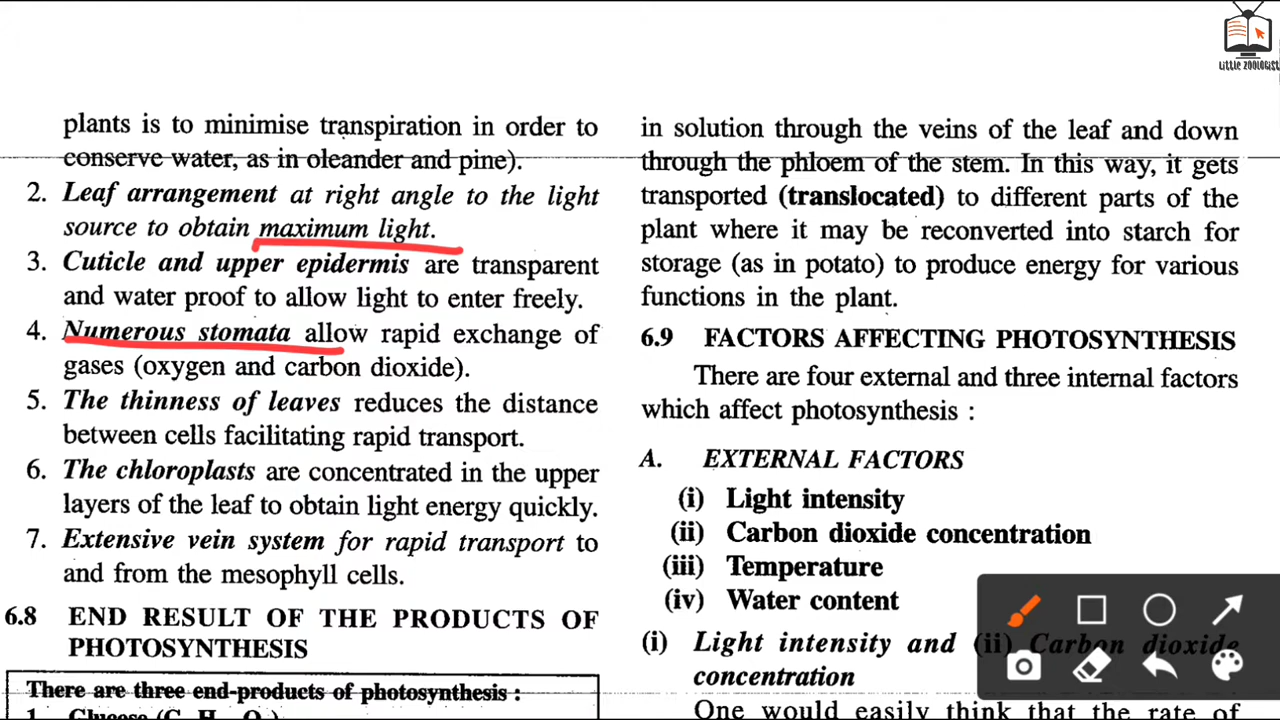 LITTLE ZOOLOGIST
plants is to minimise transpiration in order to
conserve water, as in oleander and pine).
2. Leaf arrangement at right angle to the light
source to obtain maximum light.
3. Cuticle and upper epidermis are transparent
and water proof to allow light to enter freely.
4. Numerous stomata allow rapid exchange of
gases (oxygen and carbon dioxide).
5. The thinness of leaves reduces the distance
between cells facilitating rapid transport.
6. The chloroplasts are concentrated in the upper
layers of the leaf to obtain light energy quickly.
7. Extensive vein system for rapid transport to
and from the mesophyll cells.
6.8 END RESULT OF THE PRODUCTS OF
PHOTOSYNTHESIS
There are three end-products of photosynthesis :
1. Glucose (C H O )
in solution through the veins of the leaf and down
through the phloem of the stem. In this way, it gets
transported (translocated) to different parts of the
plant where it may be reconverted into starch for
storage (as in potato) to produce energy for various
functions in the plant.
6.9 FACTORS AFFECTING PHOTOSYNTHESIS
There are four external and three internal factors
which affect photosynthesis :
A. EXTERNAL FACTORS
(i) Light intensity
(ii) Carbon dioxide concentration
(iii) Temperature
(iv) Water content
(i) Light intensity and (ii) Carbon dioxide
concentration
One would easily think that the rate of